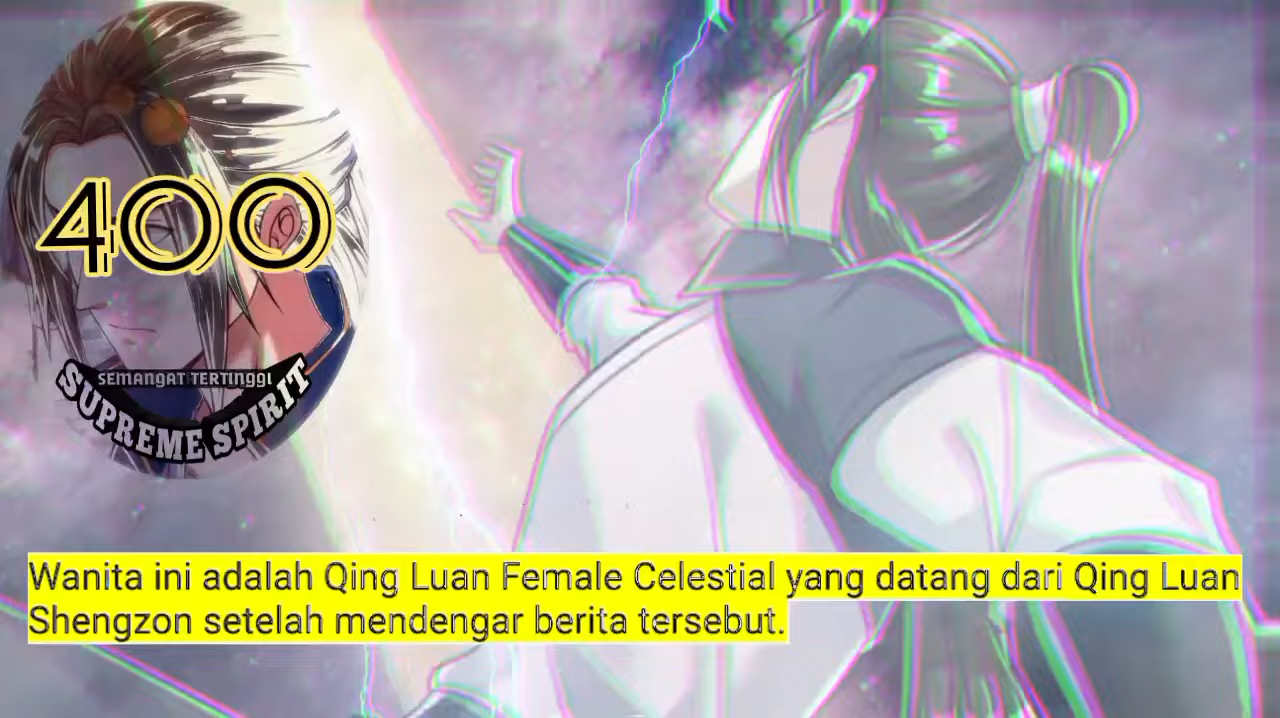 400
SEMANGAT TERTINGGI
SUPREME SPIRIT
Wanita ini adalah Qing Luan Female Celestial yang datang dari Qing Luan
Shengzon setelah mendengar berita tersebut.